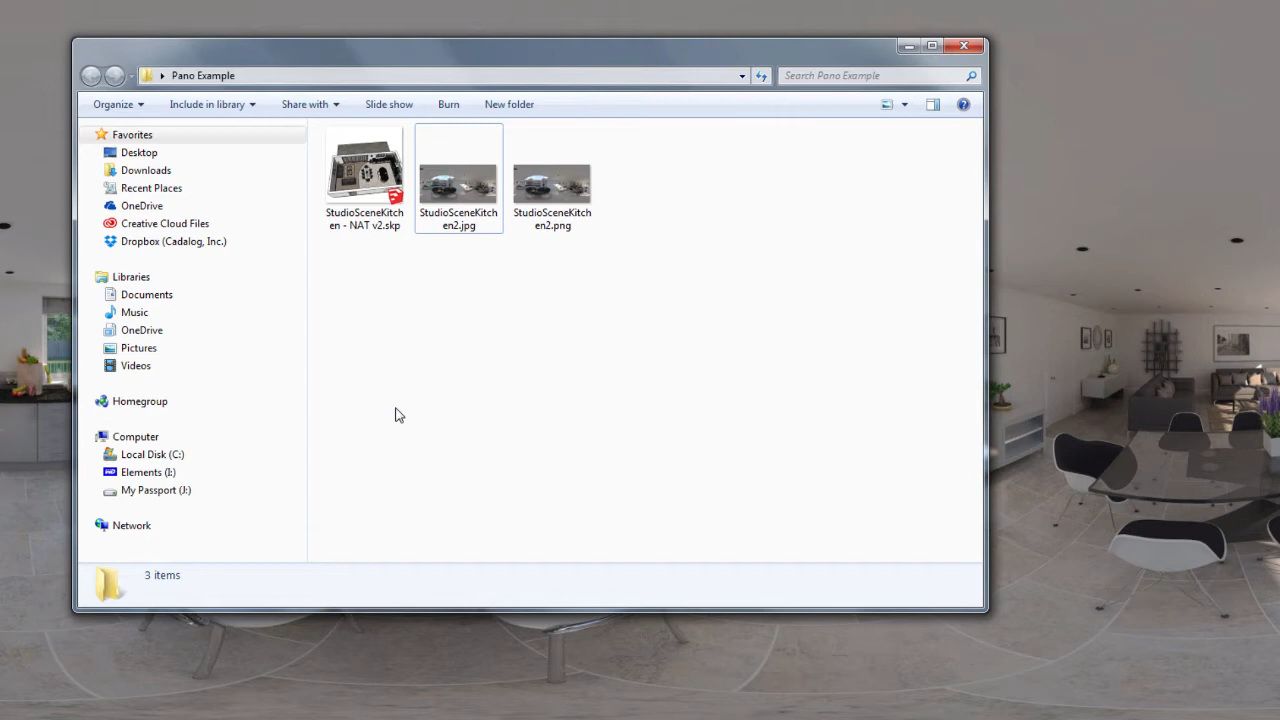 Pano Example
Search Pano Example
Organize
Include in library
Share with
Slide show
Burn
New folder
Favorites
Desktop
Downloads
Recent Places
OneDrive
Creative Cloud Files
Dropbox (Cadalog, Inc.)
Libraries
Documents
Music
OneDrive
Pictures
Videos
Homegroup
Computer
Local Disk (C:)
Elements (I:)
My Passport (J:)
Network
StudioSceneKitch
en - NAT v2.skp
StudioSceneKitch
en2.jpg
StudioSceneKitch
en2.png
3 items